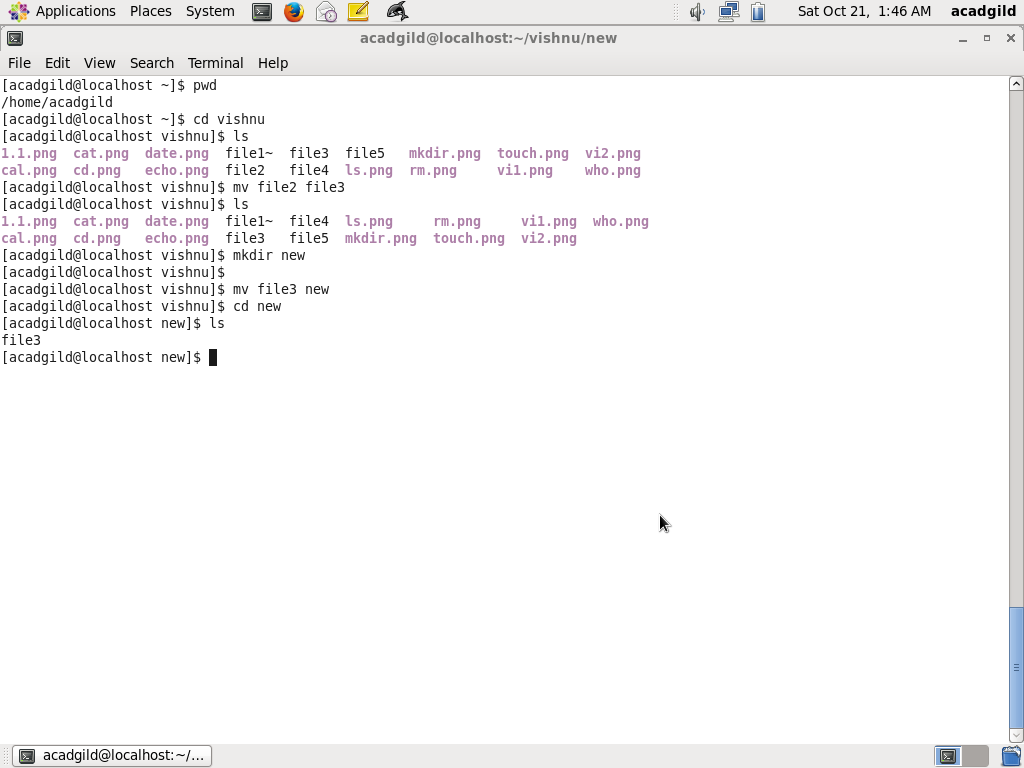 Applications Places System Sat Oct 21, 1:46 AM acadgild
acadgild@localhost:~/vishnu/new
File Edit View Search Terminal Help
[acadgild@localhost ~]$ pwd
/home/acadgild
[acadgild@localhost ~]$ cd vishnu
[acadgild@localhost vishnu]$ ls
1.1.png  cat.png  date.png  file1~  file3  file5   mkdir.png  touch.png  vi2.png
cal.png  cd.png   echo.png  file2   file4  ls.png  rm.png     vi1.png    who.png
[acadgild@localhost vishnu]$ mv file2 file3
[acadgild@localhost vishnu]$ ls
1.1.png  cat.png  date.png  file1~  file4  ls.png     rm.png     vi1.png  who.png
cal.png  cd.png   echo.png  file3   file5  mkdir.png  touch.png  vi2.png
[acadgild@localhost vishnu]$ mkdir new
[acadgild@localhost vishnu]$
[acadgild@localhost vishnu]$ mv file3 new
[acadgild@localhost vishnu]$ cd new
[acadgild@localhost new]$ ls
file3
[acadgild@localhost new]$
acadgild@localhost:~/...